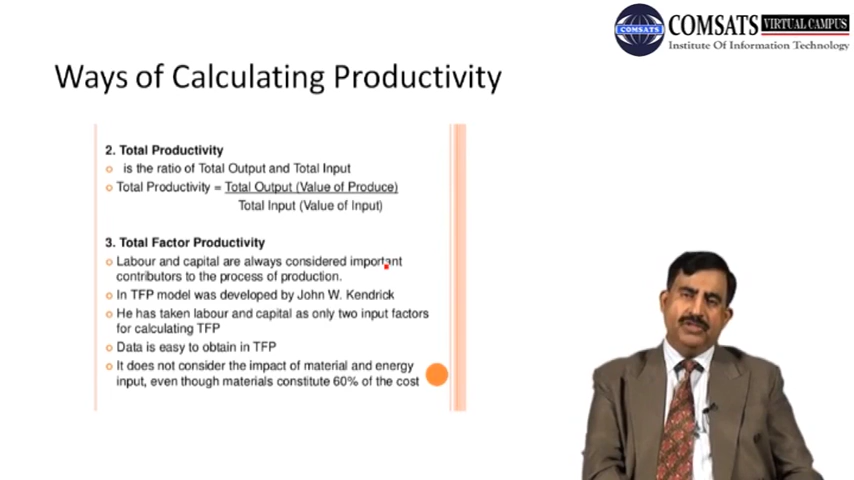 COMSATS
COMSATS VIRTUAL CAMPUS
Institute Of Information Technology
Ways of Calculating Productivity
2. Total Productivity
is the ratio of Total Output and Total Input
Total Productivity = Total Output (Value of Produce)
Total Input (Value of Input)
3. Total Factor Productivity
Labour and capital are always considered important
contributors to the process of production.
In TFP model was developed by John W. Kendrick
He has taken labour and capital as only two input factors
for calculating TFP
Data is easy to obtain in TFP
It does not consider the impact of material and energy
input, even though materials constitute 60% of the cost